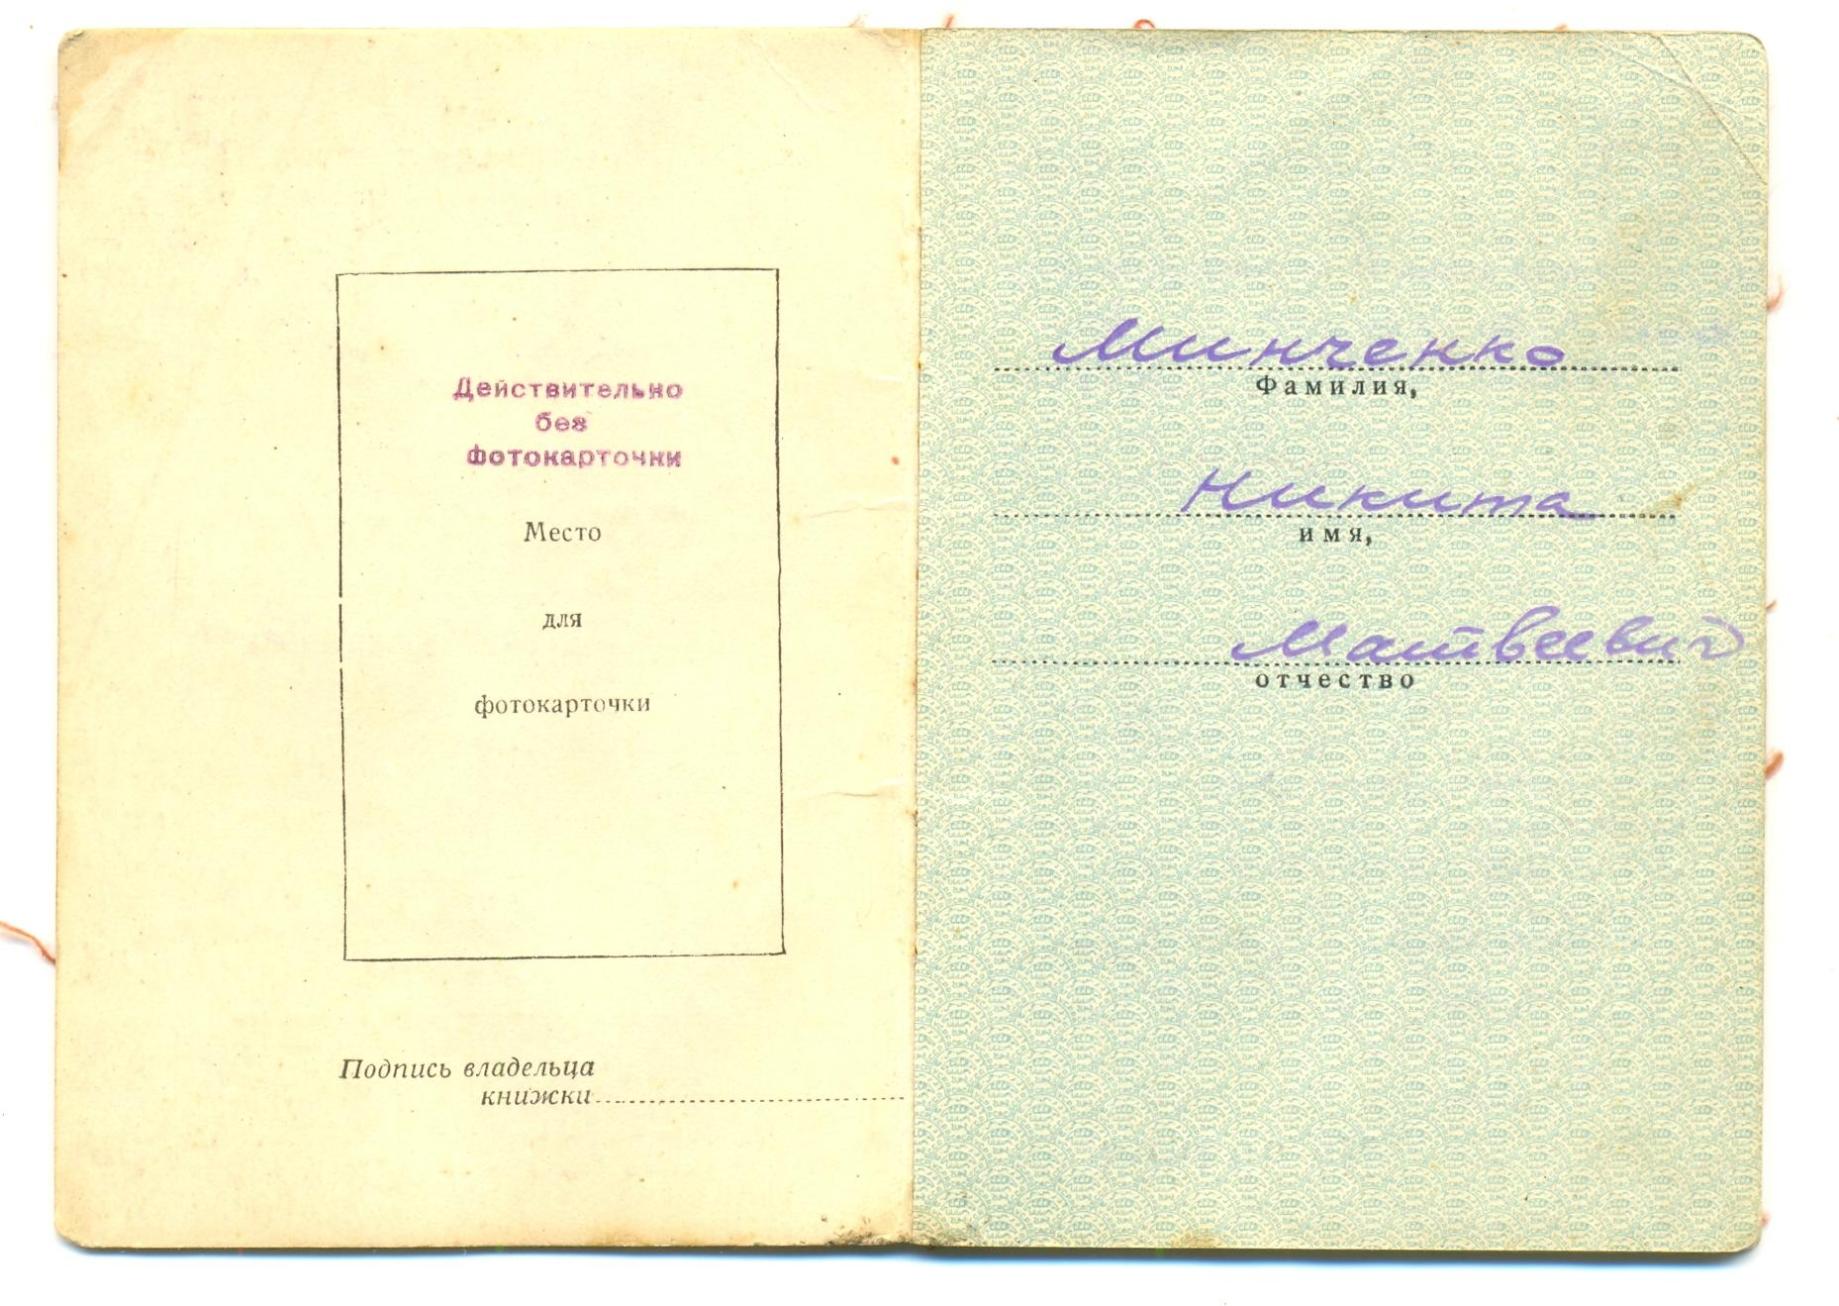 Действительно
без
фотокарточки
Место
для
фотокарточки
Подпись владельца
книжки
Минченко
Фамилия,
Никита
имя,
Матвеевич
отчество